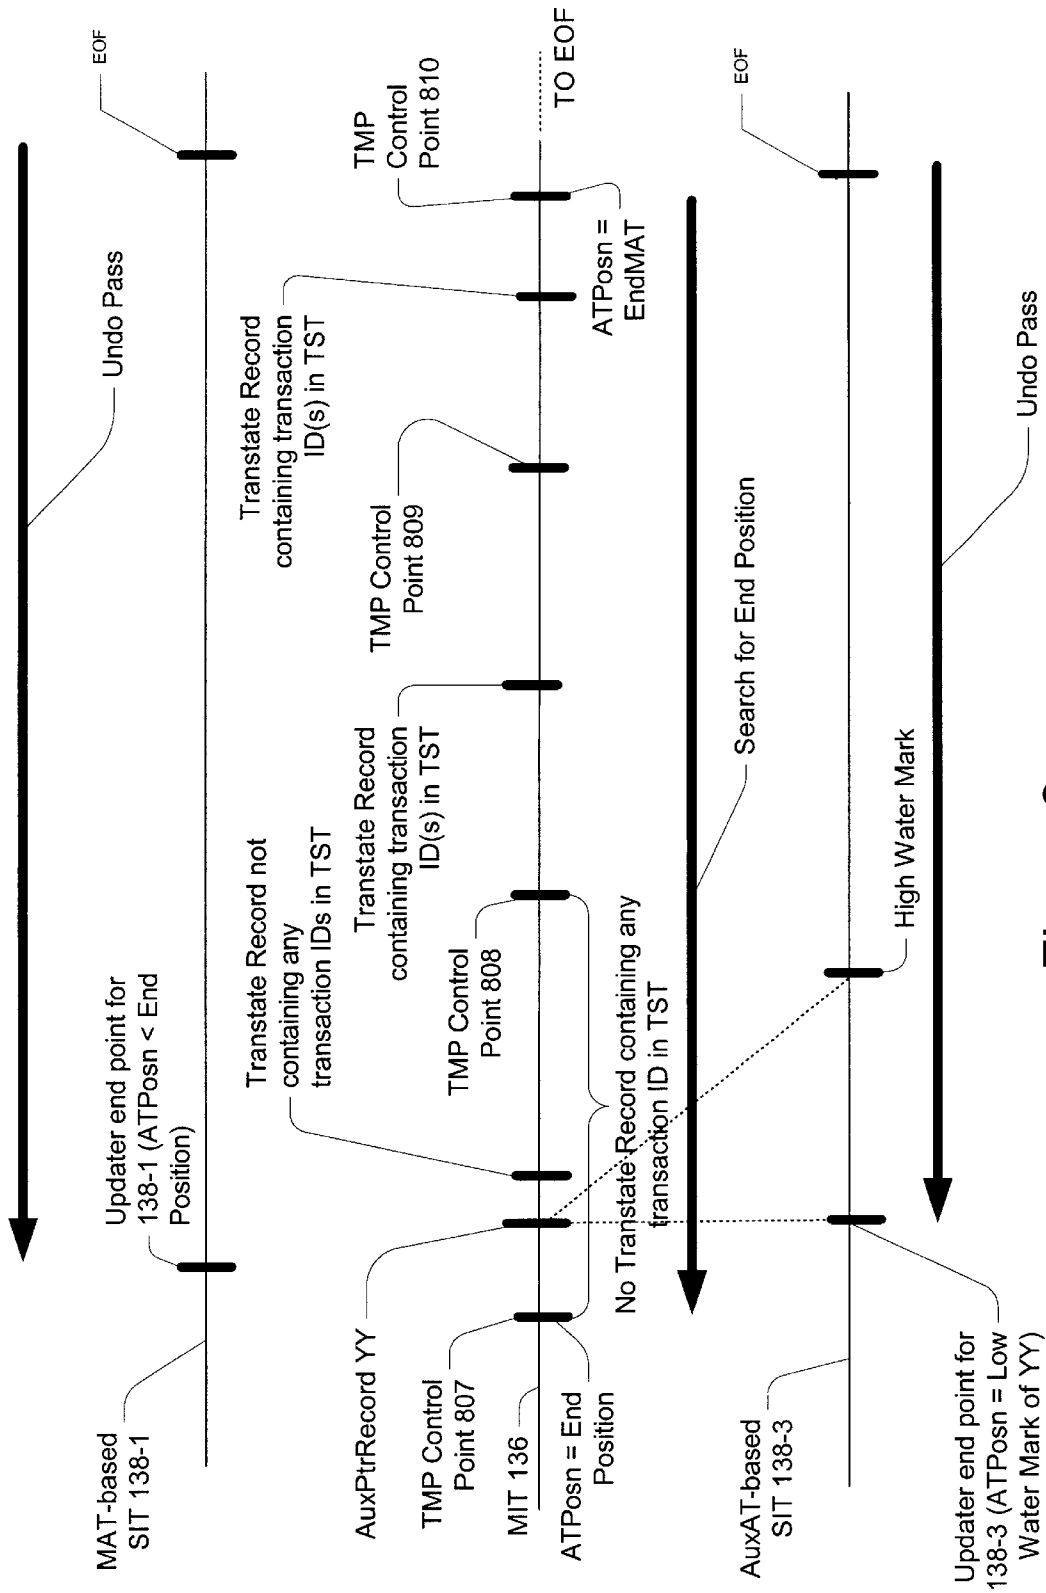 Undo Pass
EOF
Updater end point for
138-1 (ATPosn < End
Position)
MAT-based
SIT 138-1
Translate Record
containing transaction
ID(s) in TST
TMP
Control
Point 810
TO EOF
ATPosn =
EndMAT
TMP Control
Point 809
Transtate Record
containing transaction
ID(s) in TST
Transtate Record not
containing any
transaction IDs in TST
TMP Control
Point 808
AuxPtrRecord YY
TMP Control
Point 807
MIT 136
ATPosn = End
Position
No Transtate Record containing any
transaction ID in TST
Search for End Position
EOF
High Water Mark
AuxAT-based
SIT 138-3
Updater end point for
138-3 (ATPosn = Low
Water Mark of YY)
Undo Pass